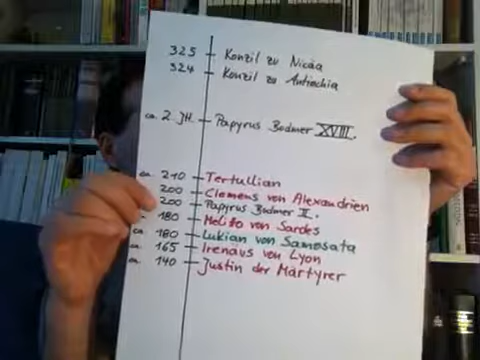 325 Konzil zu Nicäa
324 Konzil zu Antiochia
ca. 2. JH. Papyrus Bodmer XVIII.
ca. 210 Tertullian
200 Clemens von Alexandrien
200 Papyrus Bodmer II.
180 Melito von Sardes
ca. 180 Lukian von Samosata
ca. 165 Irenäus von Lyon
ca. 140 Justin der Märtyrer